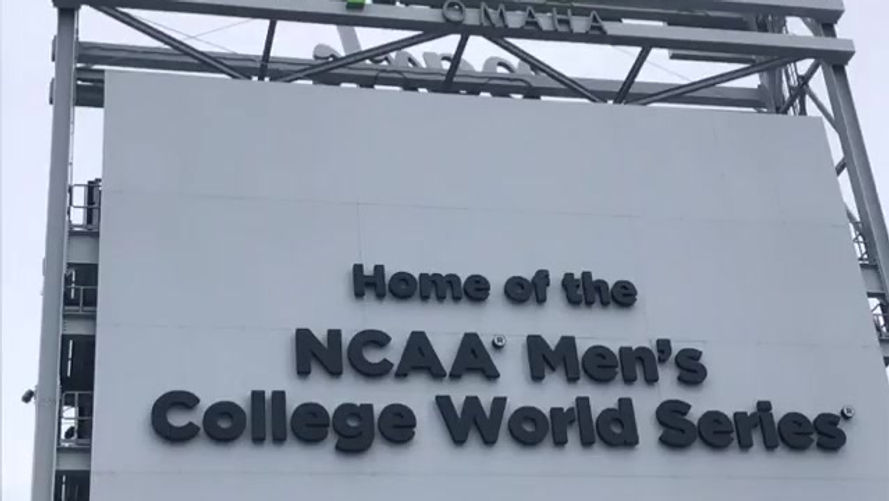 OMAHA
Home of the
NCAA® Men's
College World Series®